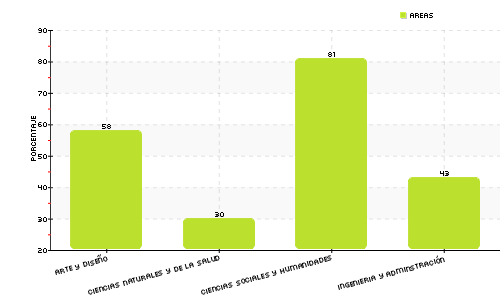 AREAS
90
80
70
60
50
40
30
20
PORCENTAJE
58
30
81
43
ARTE Y DISEÑO
CIENCIAS NATURALES Y DE LA SALUD
CIENCIAS SOCIALES Y HUMANIDADES
INGENIERIA Y ADMINSTRACIÓN